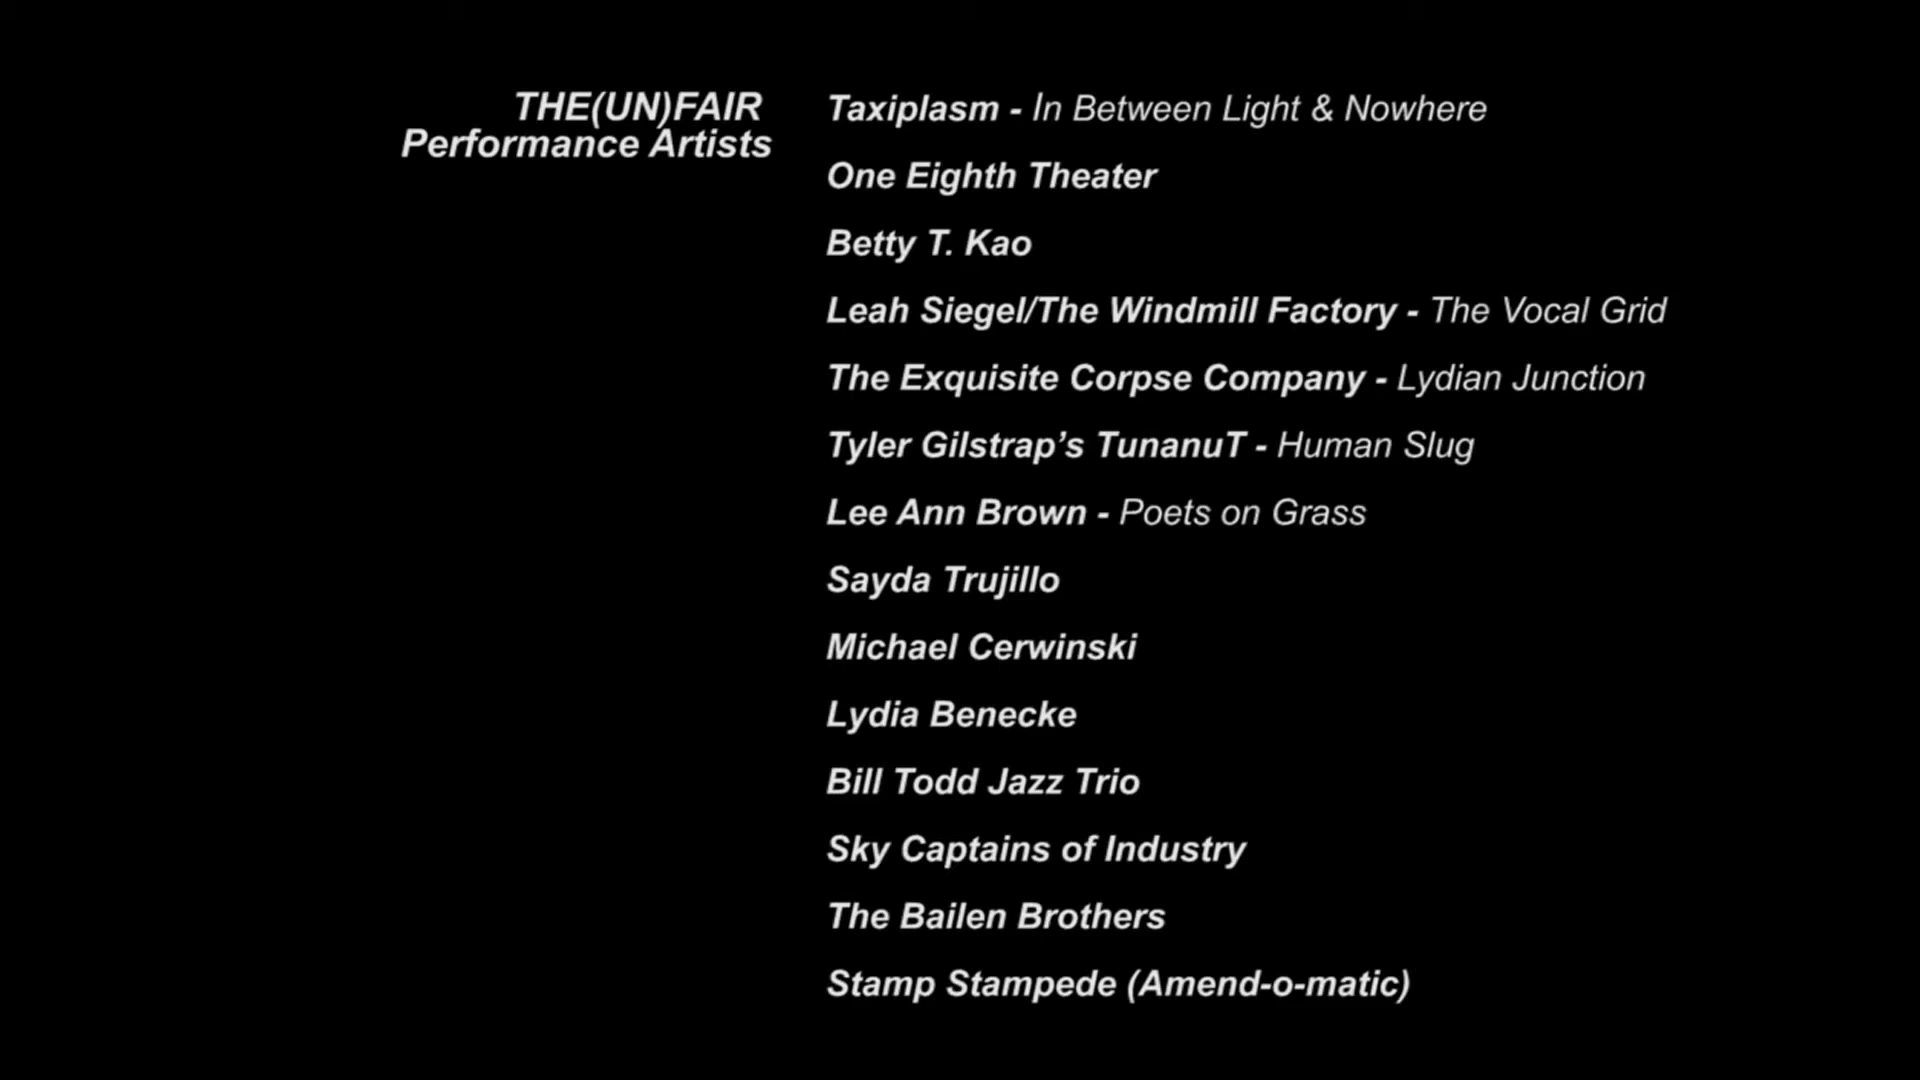 THE(UN)FAIR
Performance Artists
Taxiplasm - In Between Light & Nowhere
One Eighth Theater
Betty T. Kao
Leah Siegel/The Windmill Factory - The Vocal Grid
The Exquisite Corpse Company - Lydian Junction
Tyler Gilstrap’s TunanuT - Human Slug
Lee Ann Brown - Poets on Grass
Sayda Trujillo
Michael Cerwinski
Lydia Benecke
Bill Todd Jazz Trio
Sky Captains of Industry
The Bailen Brothers
Stamp Stampede (Amend-o-matic)